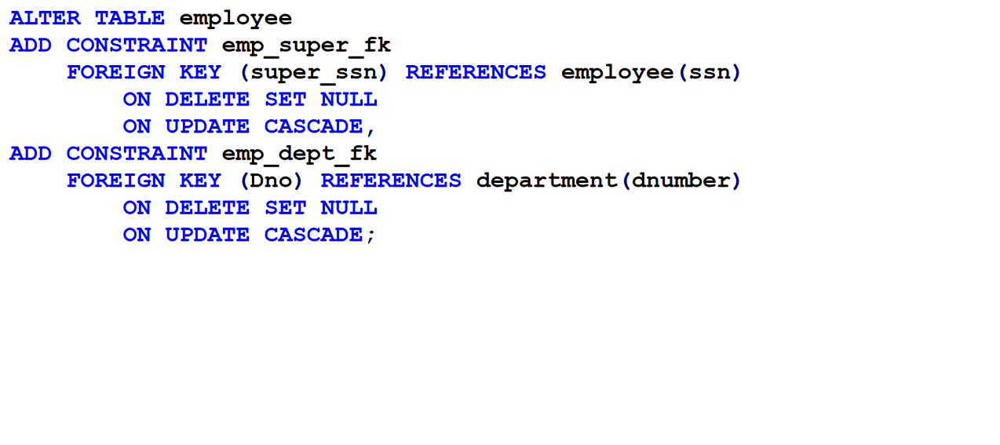 ALTER TABLE employee
ADD CONSTRAINT emp_super_fk
FOREIGN KEY (super_ssn) REFERENCES employee(ssn)
ON DELETE SET NULL
ON UPDATE CASCADE,
ADD CONSTRAINT emp_dept_fk
FOREIGN KEY (Dno) REFERENCES department(dnumber)
ON DELETE SET NULL
ON UPDATE CASCADE;